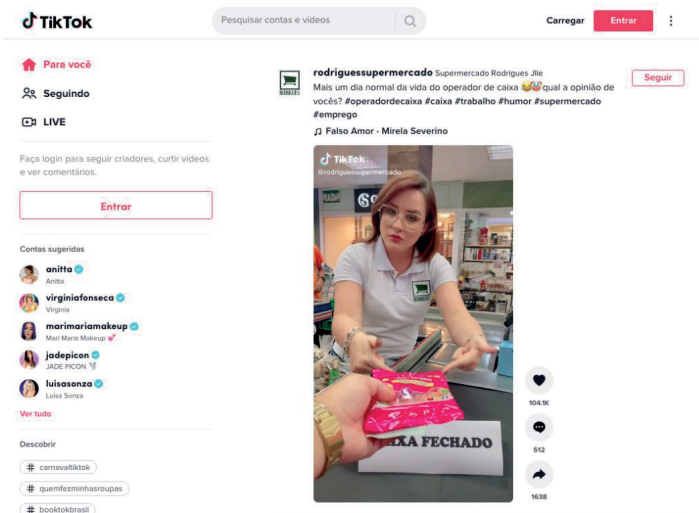 TikTok
Pesquisar contas e vídeos
Carregar
Entrar
Para você
Seguindo
LIVE
Faça login para seguir criadores, curtir vídeos
e ver comentários.
Entrar
Contas sugeridas
anitta
Anitta
virginiafonseca
Virginia
marimariamakeup
Mari Maria Makeup 💕
jadepicon
JADE PICON
luisasonza
Luísa Sonza
Ver tudo
Descobrir
# carnavaltiktok
# quemfezminhasroupas
# booktokbrasil
rodriguessupermercado Supermercado Rodrigues Jlle
Mais um dia normal da vida do operador de caixa 😂😂qual a opinião de
vocês? #operadordecaixa #caixa #trabalho #humor #supermercado
#emprego
♫ Falso Amor - Mirela Severino
Seguir
TikTok
@rodriguessupermercado
CAIXA FECHADO
104.1K
512
1638